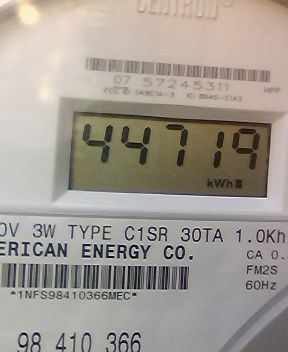 CENTRON
07 57245311
44719
kWh
0V 3W TYPE C1SR 30TA 1.0Kh
ERICAN ENERGY CO.
CA 0.
FM2S
60Hz
*1NFS98410366MEC*
98 410 366